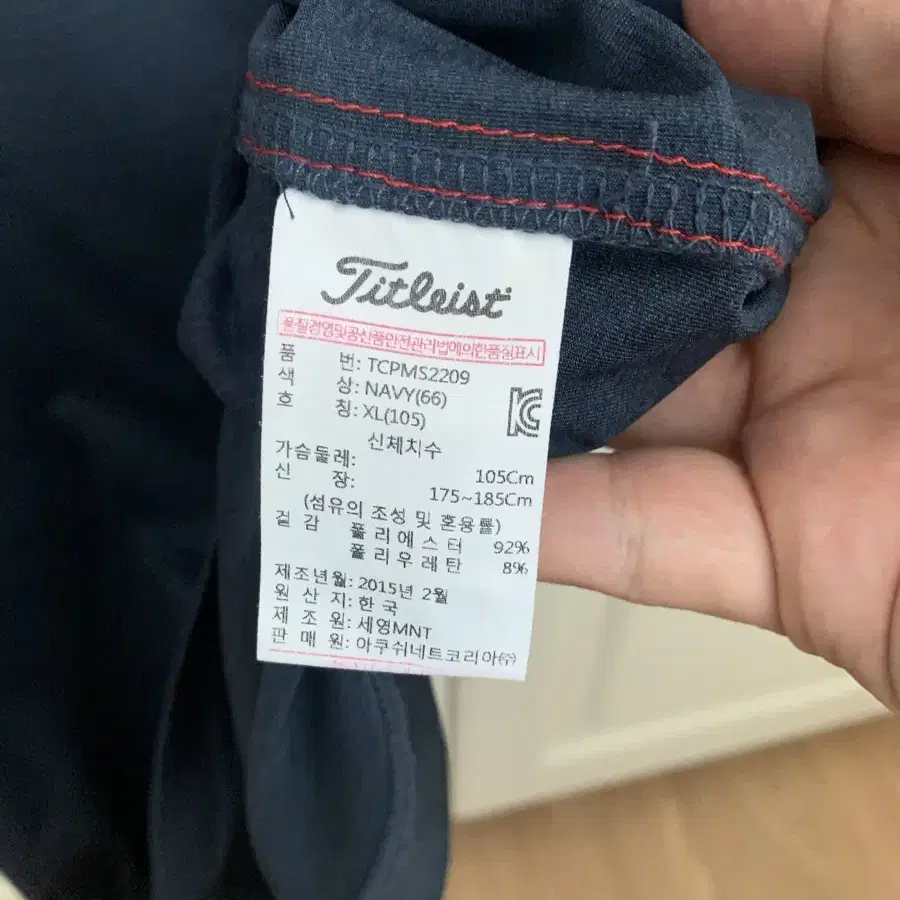 Titleist
품질경영및공산품안전관리법에의한품질표시
품 번: TCPMS2209
색 상: NAVY(66)
호 칭: XL(105)
신체치수
가슴둘레: 105Cm
신 장: 175~185Cm
(섬유의 조성 및 혼용률)
겉 감 폴리에스터 92%
폴리우레탄 8%
제조년월: 2015년 2월
원 산 지: 한 국
제 조 원: 세영MNT
판 매 원: 아쿠쉬네트코리아㈜